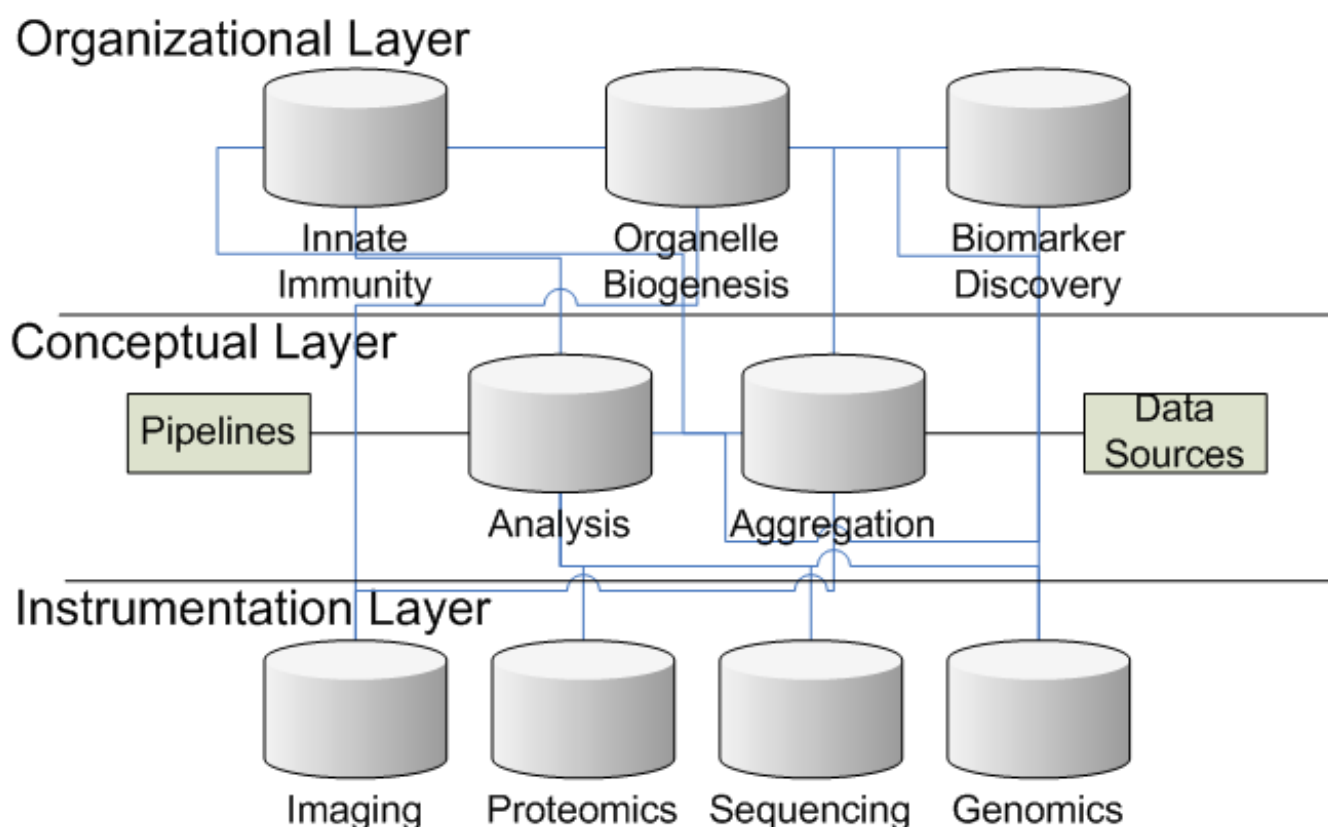 Organizational Layer
Innate
Immunity
Organelle
Biogenesis
Biomarker
Discovery
Conceptual Layer
Pipelines
Analysis
Aggregation
Data
Sources
Instrumentation Layer
Imaging
Proteomics
Sequencing
Genomics